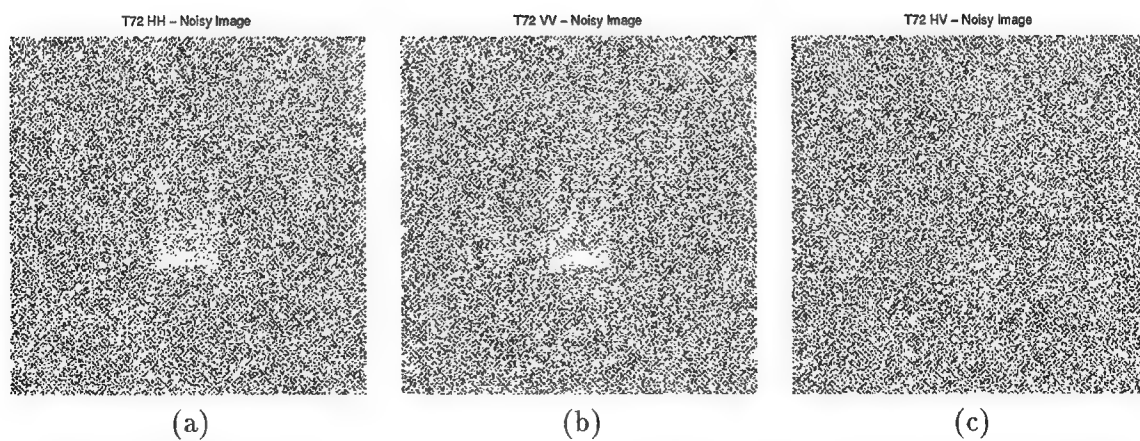 T72 HH – Noisy Image
T72 VV – Noisy Image
T72 HV – Noisy Image
(a)
(b)
(c)